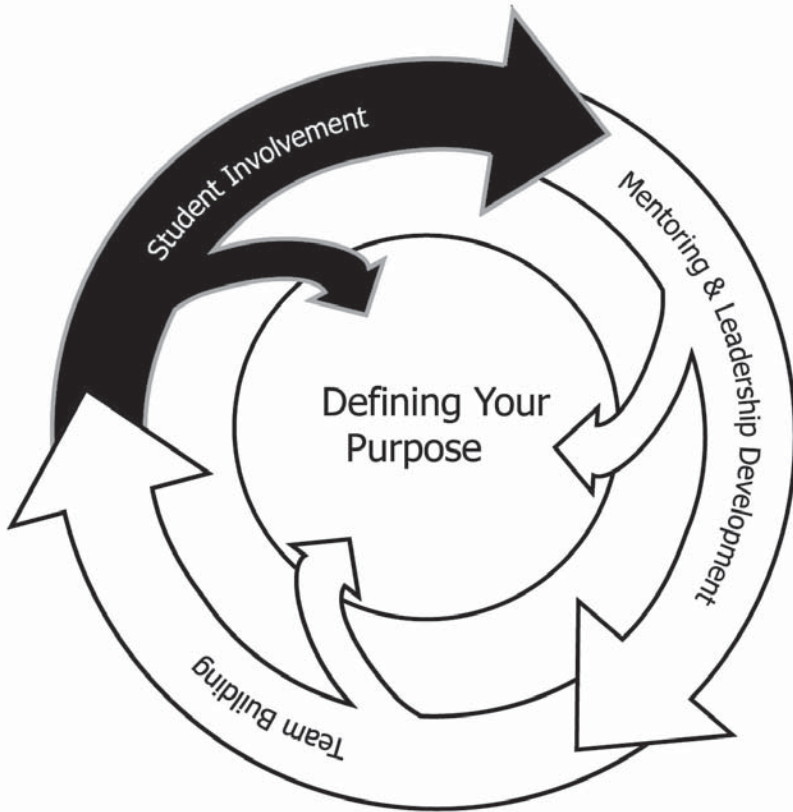 Student Involvement
Mentoring & Leadership Development
Defining Your
Purpose
Team Building